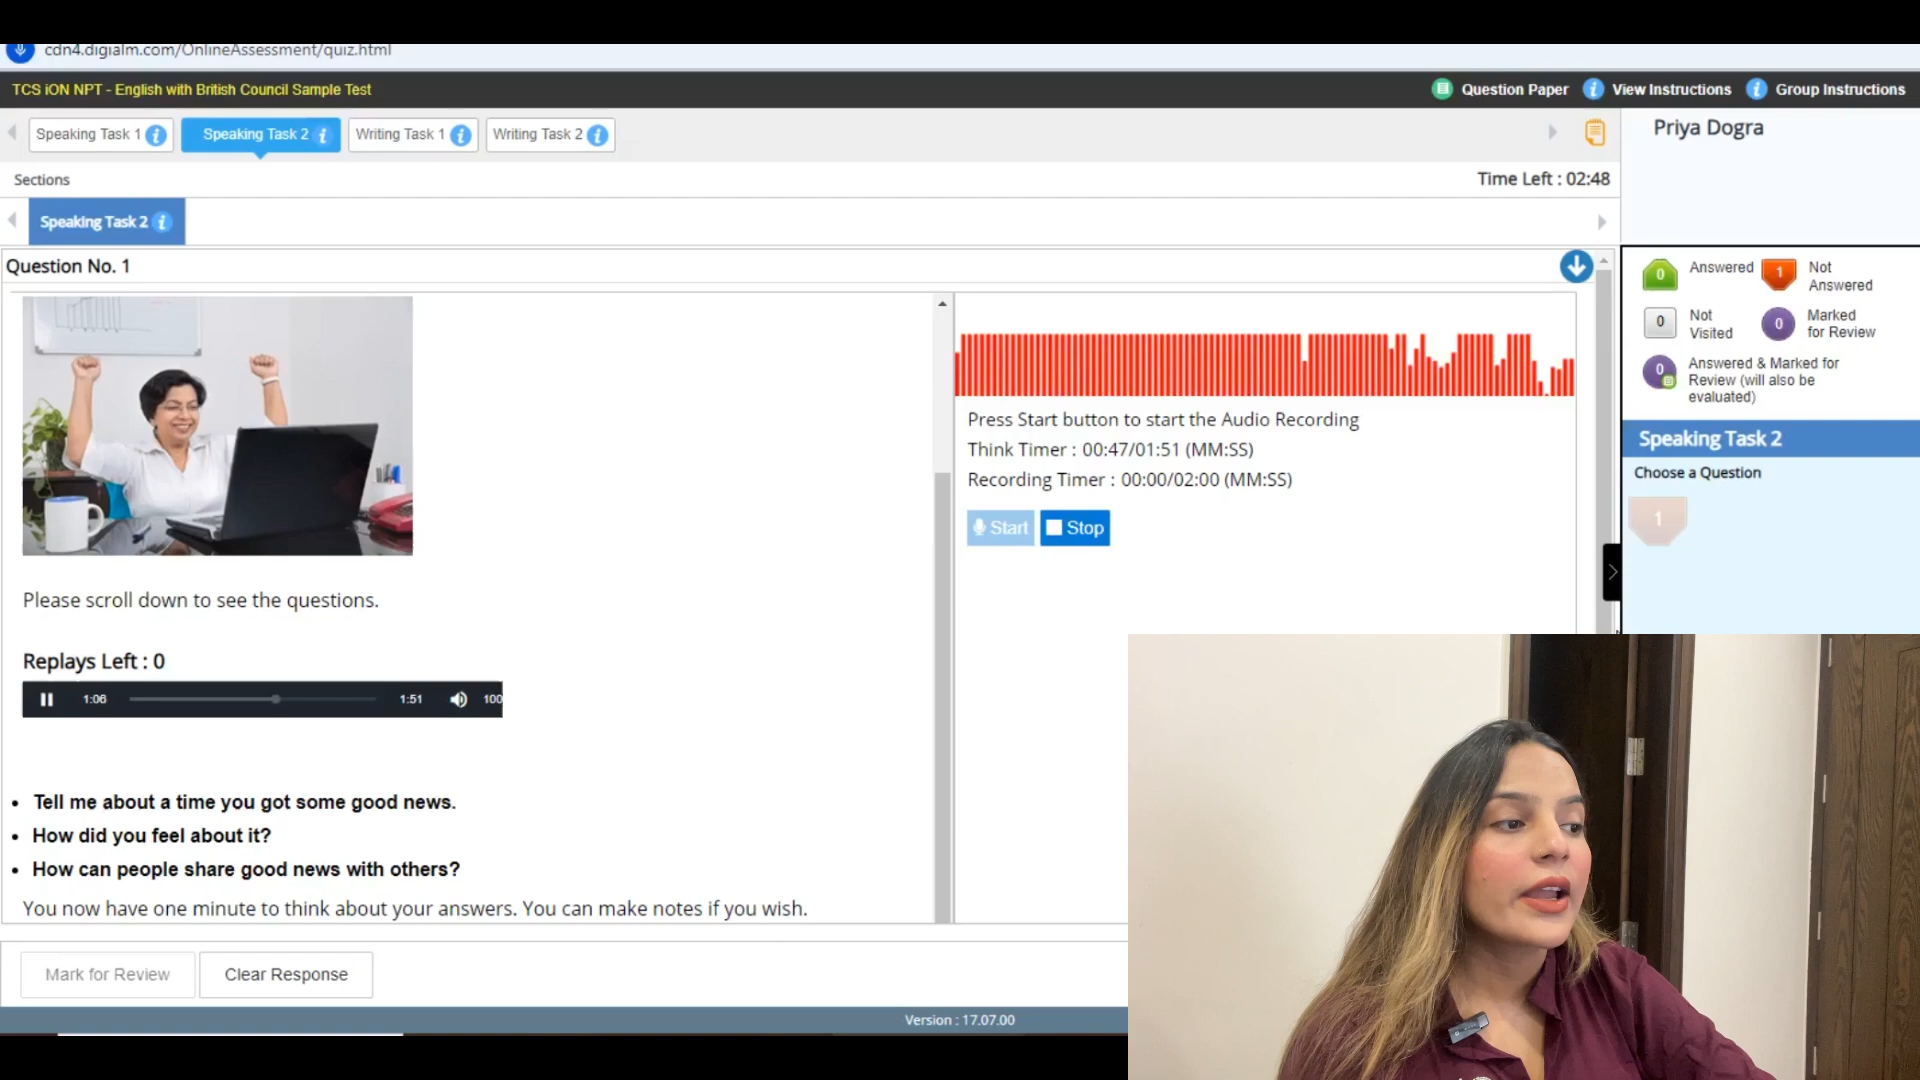 cdn4.digialm.com/OnlineAssessment/quiz.html
TCS iON NPT - English with British Council Sample Test
Question Paper
View Instructions
Group Instructions
Speaking Task 1
Speaking Task 2
Writing Task 1
Writing Task 2
Priya Dogra
Sections
Time Left : 02:48
Speaking Task 2
Question No. 1
0 Answered
1 Not Answered
0 Not Visited
0 Marked for Review
0 Answered & Marked for Review (will also be evaluated)
Press Start button to start the Audio Recording
Think Timer : 00:47/01:51 (MM:SS)
Recording Timer : 00:00/02:00 (MM:SS)
Start
Stop
Speaking Task 2
Choose a Question
1
Please scroll down to see the questions.
Replays Left : 0
1:06
1:51
100
• Tell me about a time you got some good news.
• How did you feel about it?
• How can people share good news with others?
You now have one minute to think about your answers. You can make notes if you wish.
Mark for Review
Clear Response
Version : 17.07.00